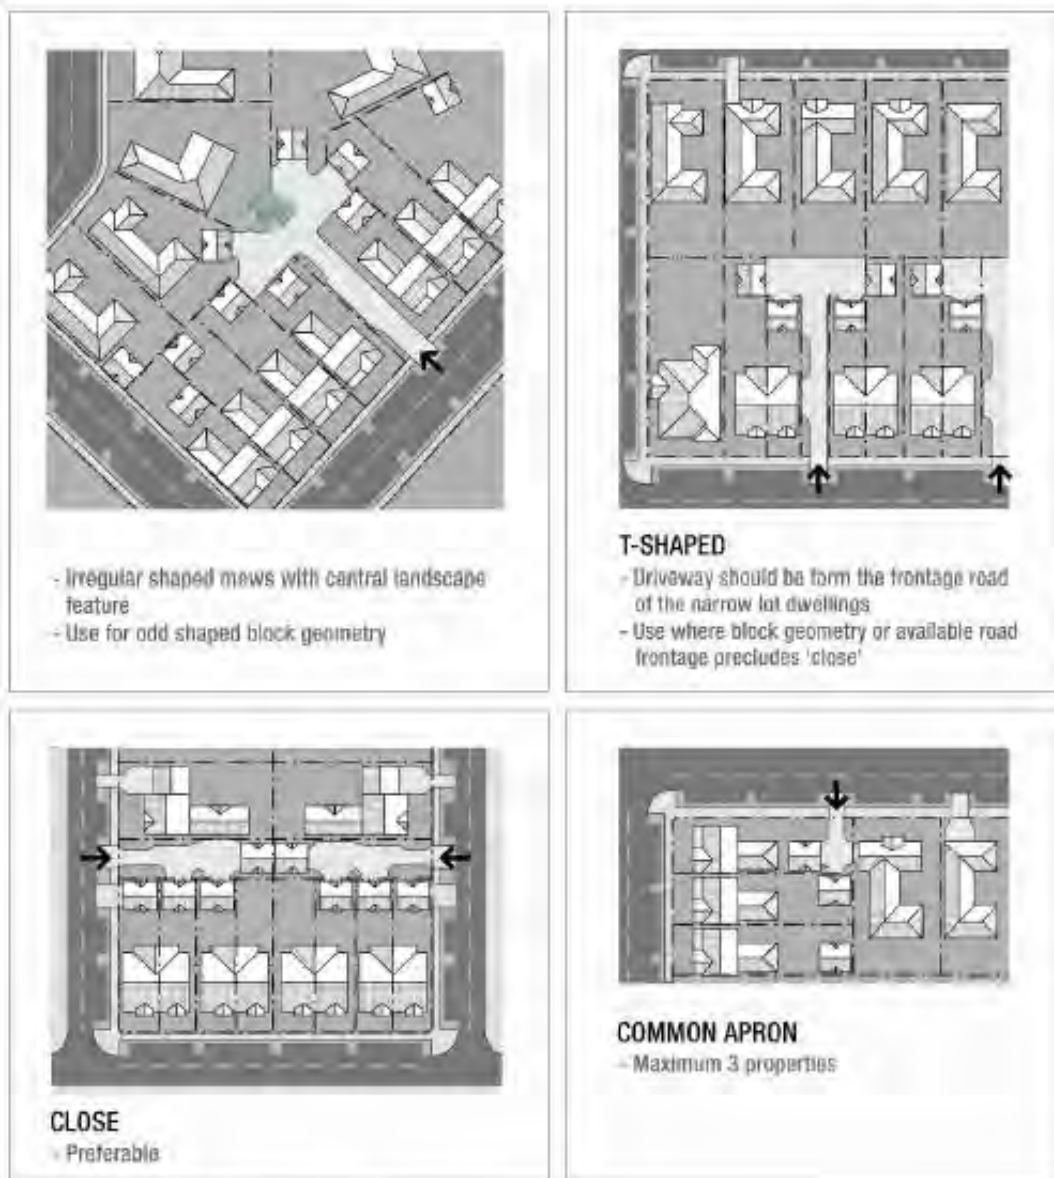 - Irregular shaped mews with central landscape
feature
- Use for odd shaped block geometry
T-SHAPED
- Driveway should be form the frontage road
of the narrow lot dwellings
- Use where block geometry or available road
frontage precludes 'close'
CLOSE
- Preferable
COMMON APRON
- Maximum 3 properties